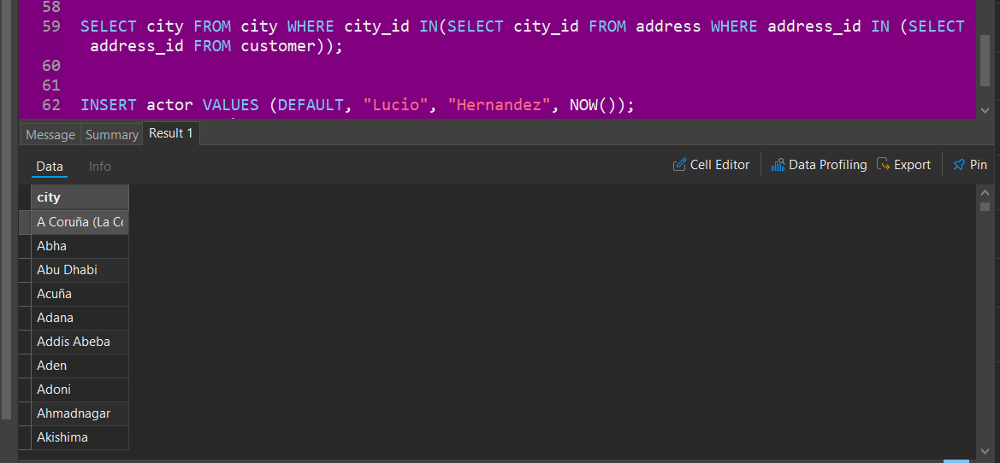 58
59 SELECT city FROM city WHERE city_id IN(SELECT city_id FROM address WHERE address_id IN (SELECT
address_id FROM customer));
60
61
62 INSERT actor VALUES (DEFAULT, "Lucio", "Hernandez", NOW());
Message Summary Result 1
Data Info Cell Editor Data Profiling Export Pin
city
A Coruña (La Co
Abha
Abu Dhabi
Acuña
Adana
Addis Abeba
Aden
Adoni
Ahmadnagar
Akishima